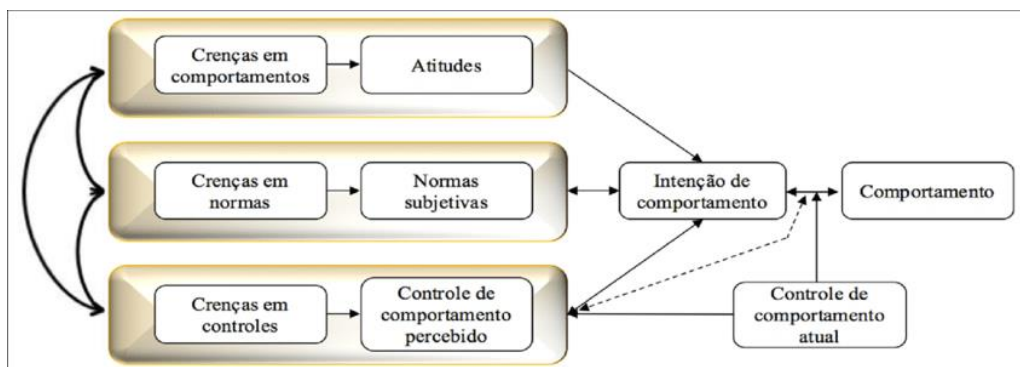 Crenças em
comportamentos
Atitudes
Crenças em
normas
Normas
subjetivas
Intenção de
comportamento
Comportamento
Crenças em
controles
Controle de
comportamento
percebido
Controle de
comportamento
atual